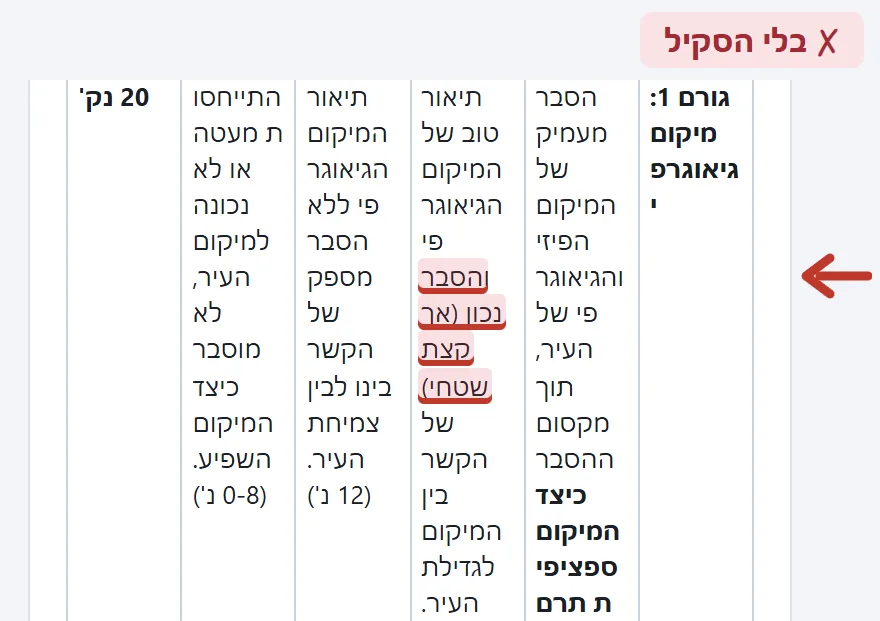 ✗ בלי הסקיל
גורם 1:
מיקום
גיאוגרפ
י
הסבר
מעמיק
של
המיקום
הפיזי
והגיאוגר
פי של
העיר,
תוך
מקסום
ההסבר
כיצד
המיקום
ספציפי
ת תרם
תיאור
טוב של
המיקום
הגיאוגר
פי
והסבר
נכון (אך
קצת
שטחי)
של
הקשר
בין
המיקום
לגדילת
העיר.
תיאור
המיקום
הגיאוגר
פי ללא
הסבר
מספק
של
הקשר
בינו לבין
צמיחת
העיר.
(12 נ')
התייחסו
ת מעטה
או לא
נכונה
למיקום
העיר,
לא
מוסבר
כיצד
המיקום
השפיע.
(0-8 נ')
20 נק'